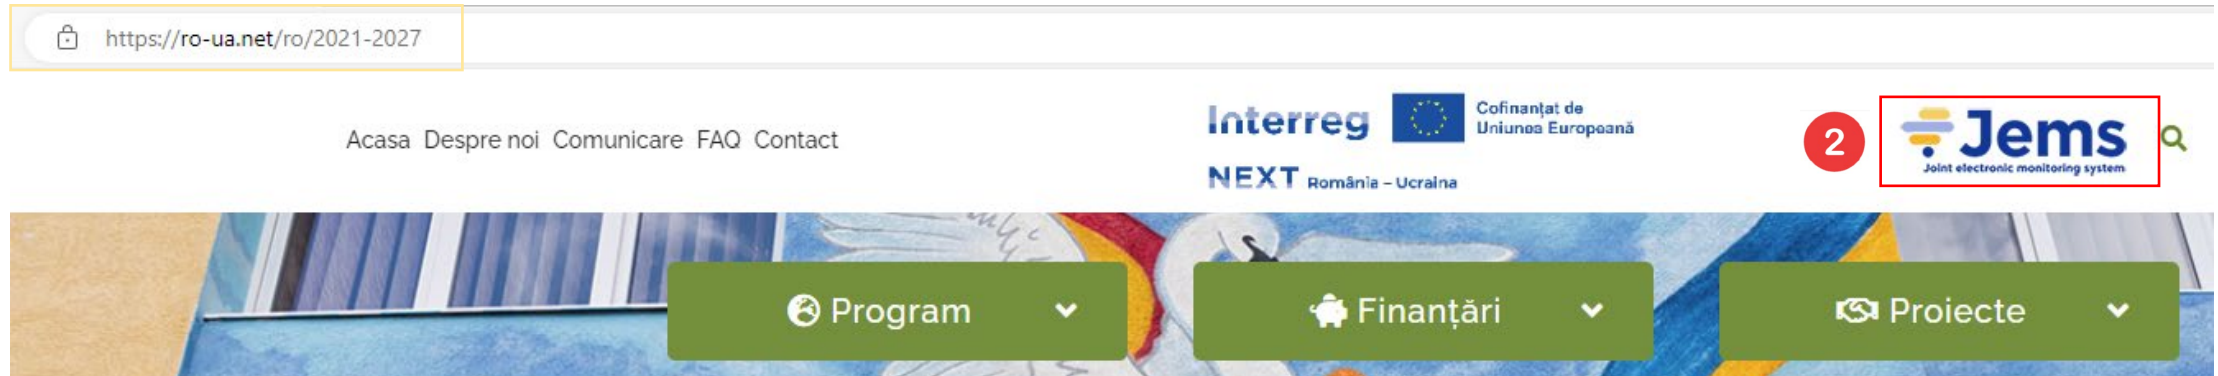 https://ro-ua.net/ro/2021-2027
Acasa Despre noi Comunicare FAQ Contact
Interreg
Cofinanțat de
Uniunea Europeană
NEXT România – Ucraina
2
Jems
Joint electronic monitoring system
Program
Finanțări
Proiecte